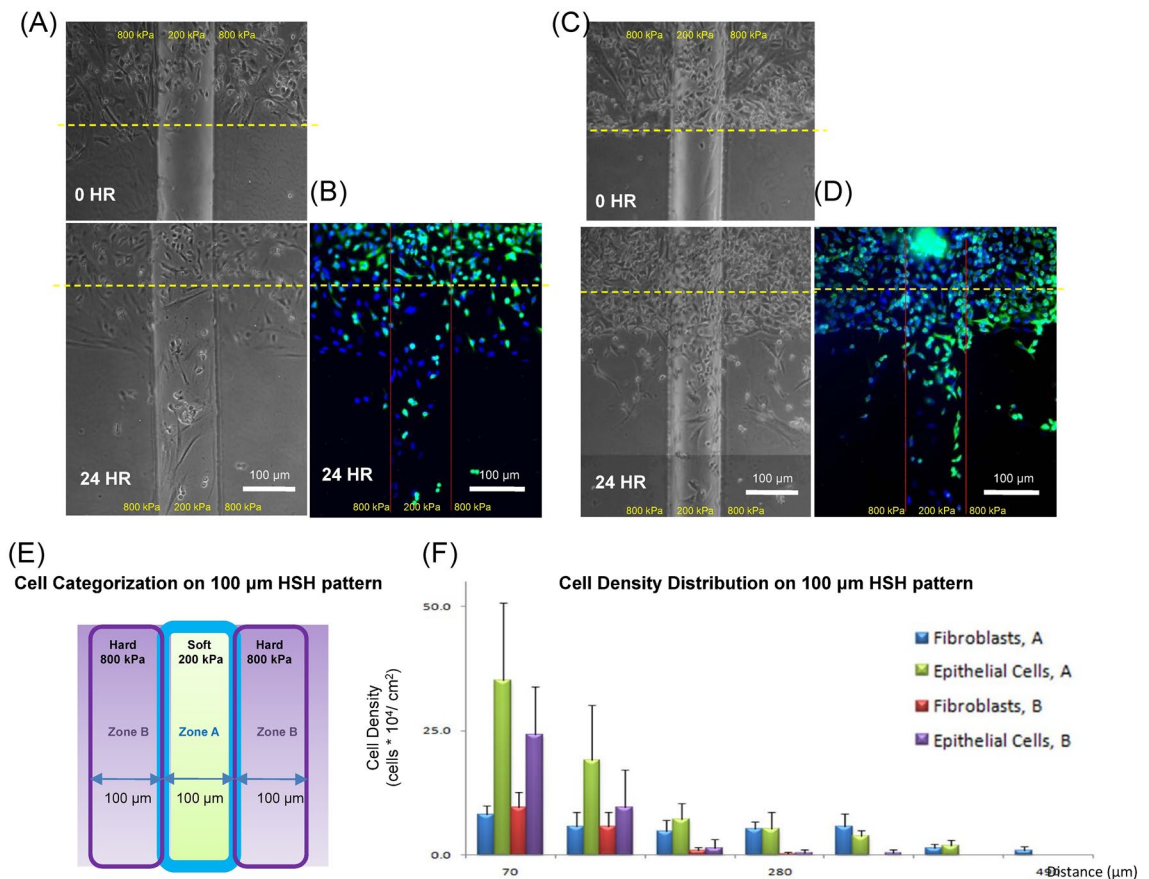 (A)
800 kPa 200 kPa 800 kPa
0 HR
(B)
24 HR
100 µm
800 kPa 200 kPa 800 kPa
100 µm
800 kPa 200 kPa 800 kPa
(C)
800 kPa 200 kPa 800 kPa
0 HR
(D)
24 HR
100 µm
800 kPa 200 kPa 800 kPa
100 µm
800 kPa 200 kPa 800 kPa
(E)
Cell Categorization on 100 µm HSH pattern
Hard Soft Hard
800 kPa 200 kPa 800 kPa
Zone B Zone A Zone B
100 µm 100 µm 100 µm
(F)
Cell Density Distribution on 100 µm HSH pattern
50.0
25.0
0.0
Cell Density
(cells * 10⁴/ cm²)
Fibroblasts, A
Epithelial Cells, A
Fibroblasts, B
Epithelial Cells, B
70 280 490
Distance (µm)